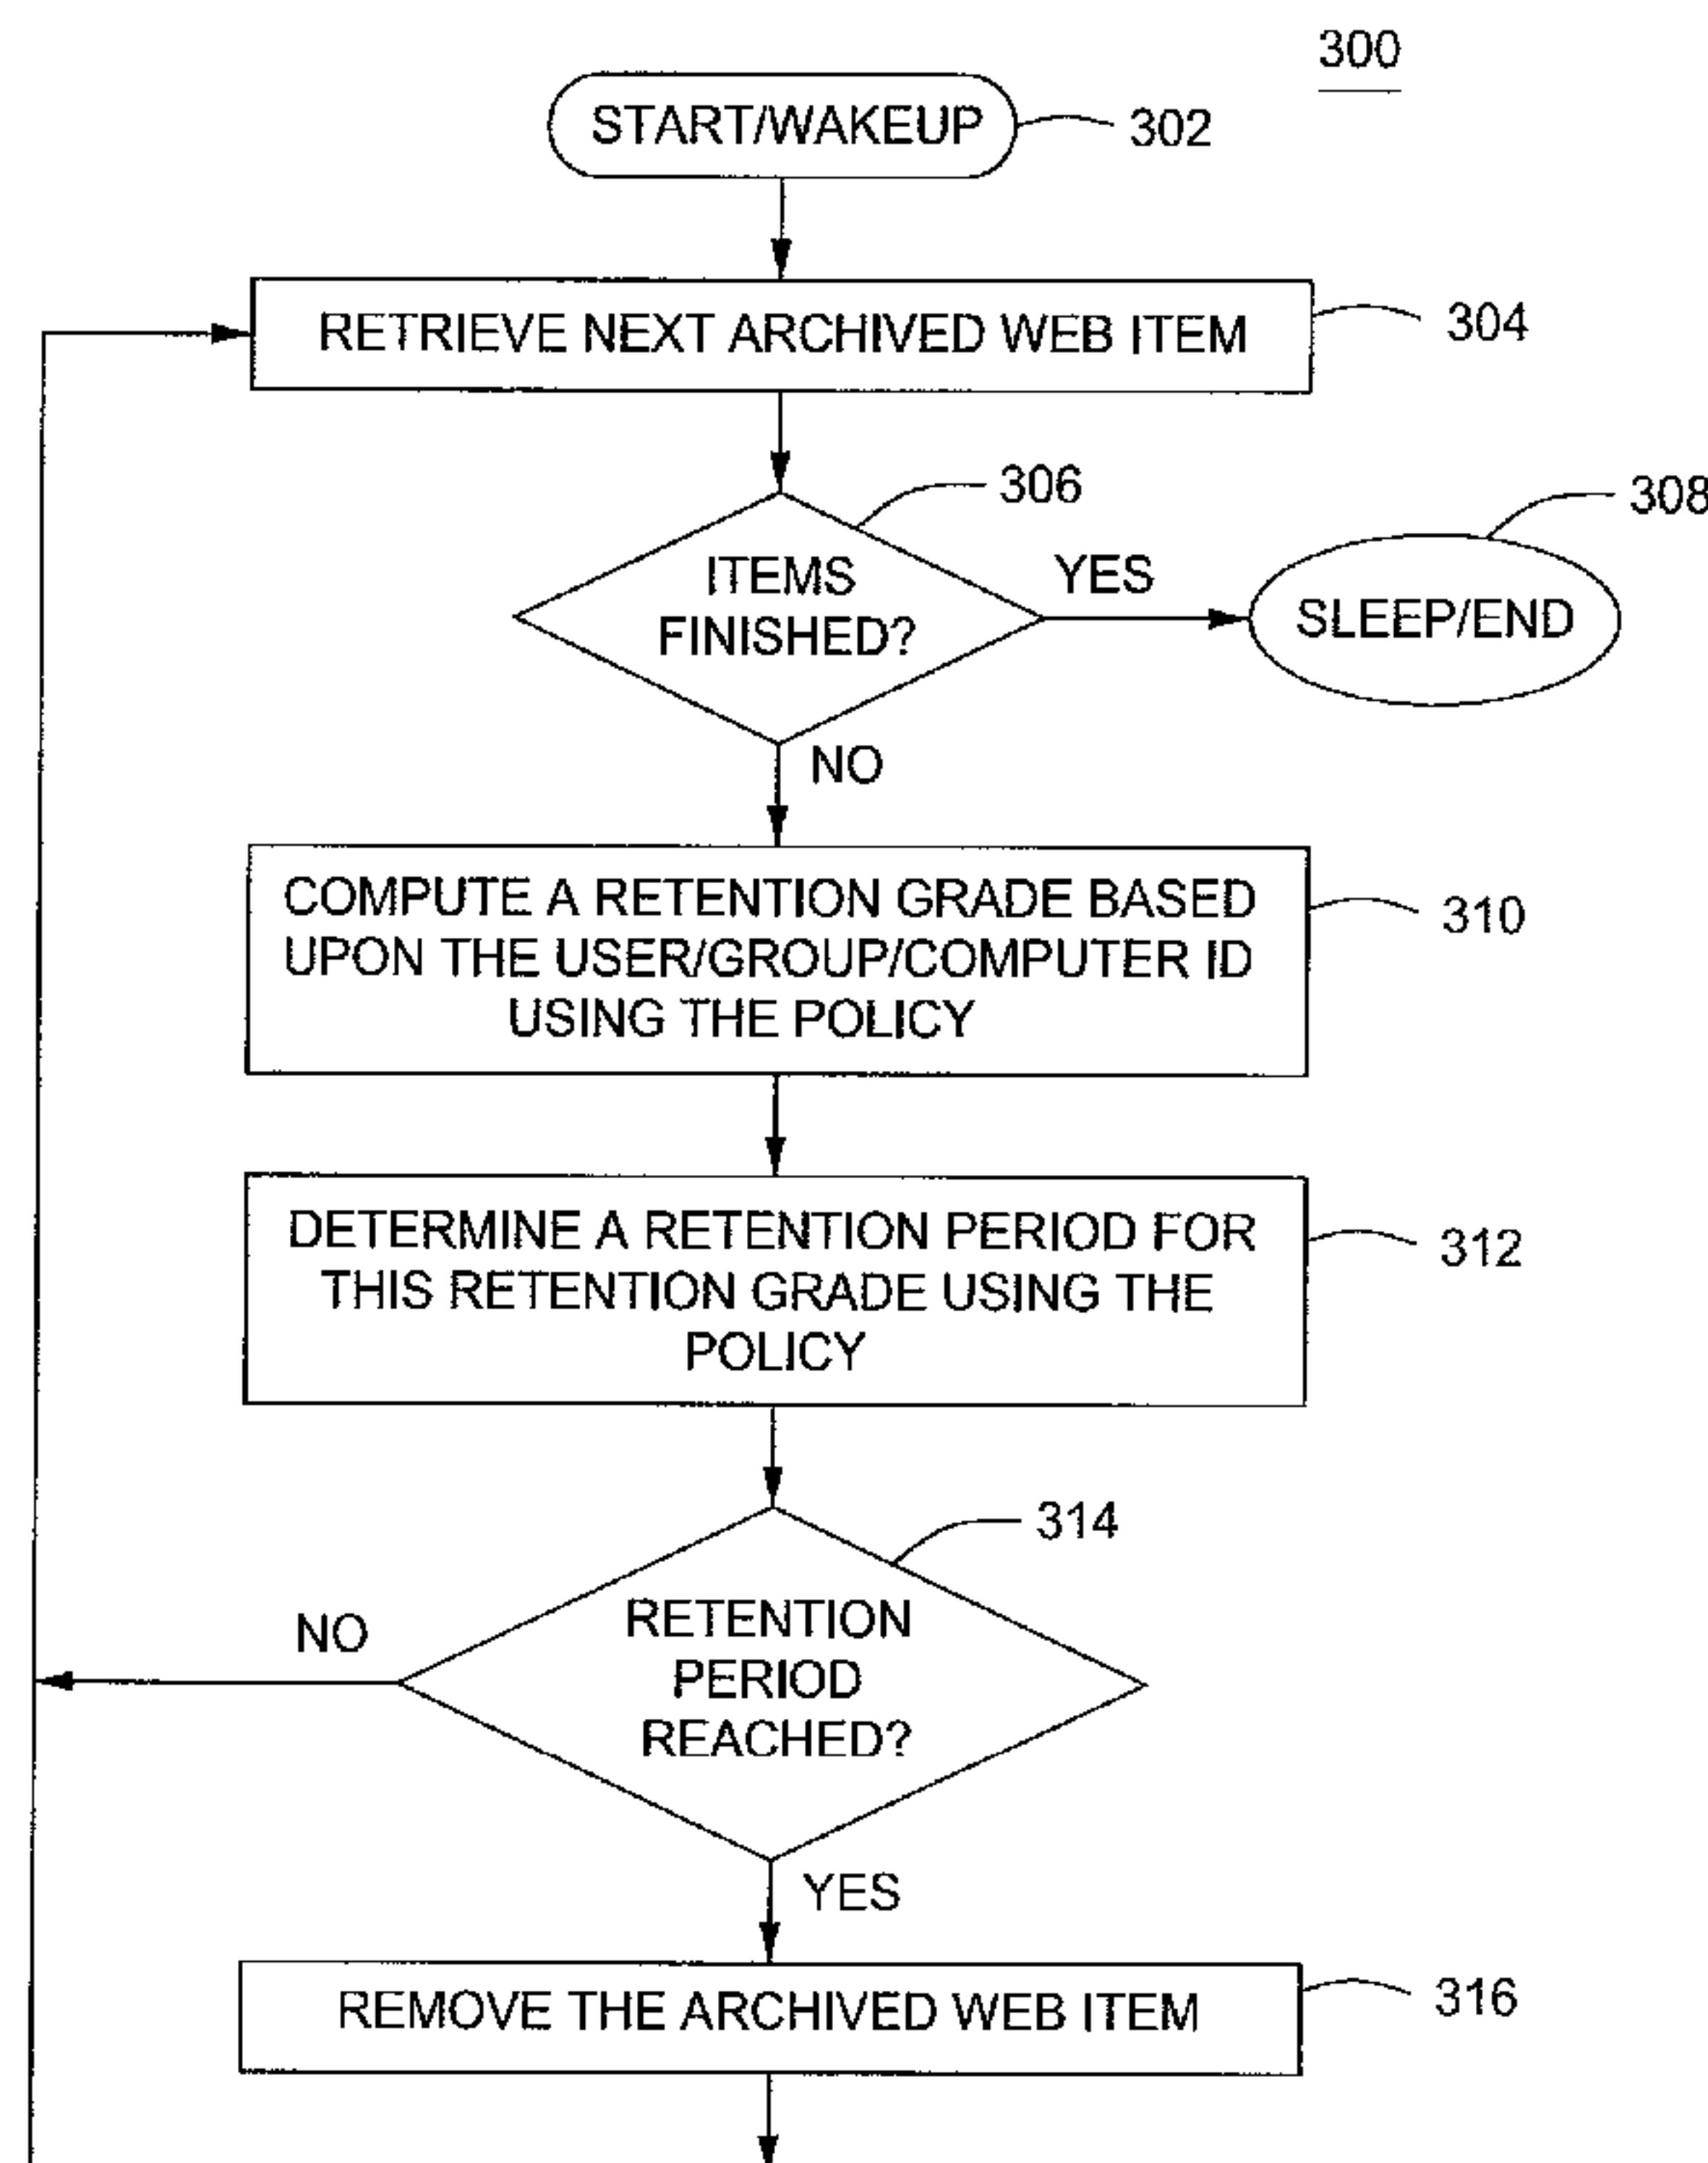 300
START/WAKEUP
302
RETRIEVE NEXT ARCHIVED WEB ITEM
304
306
308
ITEMS
FINISHED?
YES
SLEEP/END
NO
COMPUTE A RETENTION GRADE BASED
UPON THE USER/GROUP/COMPUTER ID
USING THE POLICY
310
DETERMINE A RETENTION PERIOD FOR
THIS RETENTION GRADE USING THE
POLICY
312
314
RETENTION
PERIOD
REACHED?
NO
YES
REMOVE THE ARCHIVED WEB ITEM
316